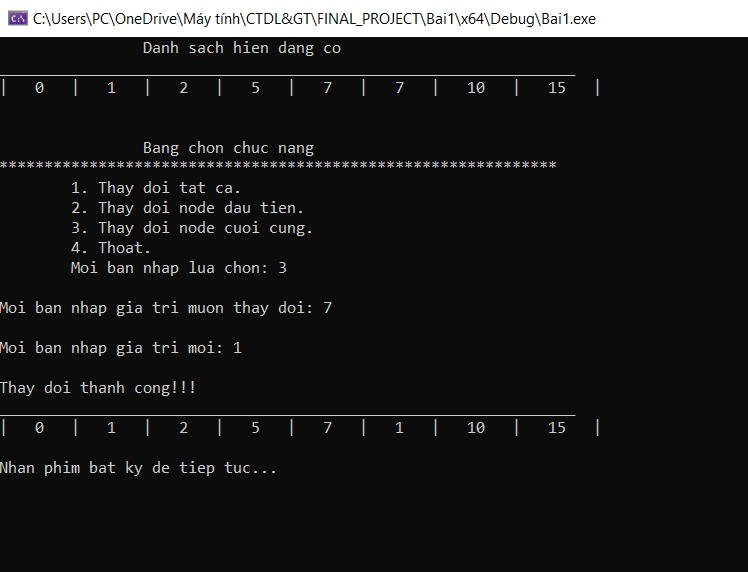 C:\Users\PC\OneDrive\Máy tính\CTDL&GT\FINAL_PROJECT\Bai1\x64\Debug\Bai1.exe
Danh sach hien dang co
________________________________________________________________
|   0   |   1   |   2   |   5   |   7   |   7   |   10   |   15   |
Bang chon chuc nang
**************************************************************
1. Thay doi tat ca.
2. Thay doi node dau tien.
3. Thay doi node cuoi cung.
4. Thoat.
Moi ban nhap lua chon: 3
Moi ban nhap gia tri muon thay doi: 7
Moi ban nhap gia tri moi: 1
Thay doi thanh cong!!!
________________________________________________________________
|   0   |   1   |   2   |   5   |   7   |   1   |   10   |   15   |
Nhan phim bat ky de tiep tuc...